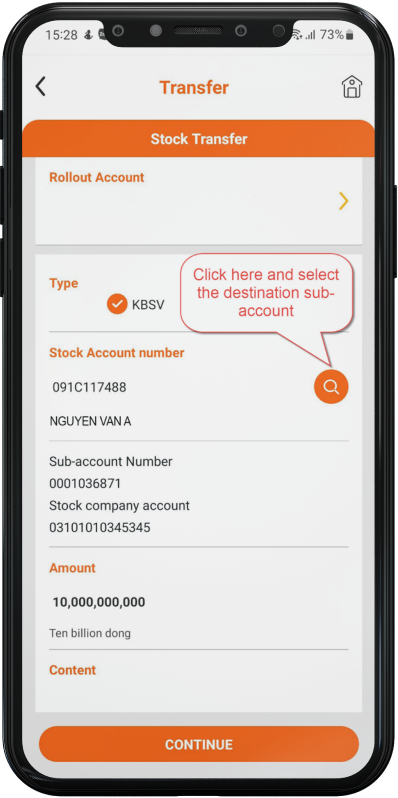 15:28
73%
Transfer
Stock Transfer
Rollout Account
Type
KBSV
Click here and select
the destination sub-
account
Stock Account number
091C117488
NGUYEN VAN A
Sub-account Number
0001036871
Stock company account
03101010345345
Amount
10,000,000,000
Ten billion dong
Content
CONTINUE